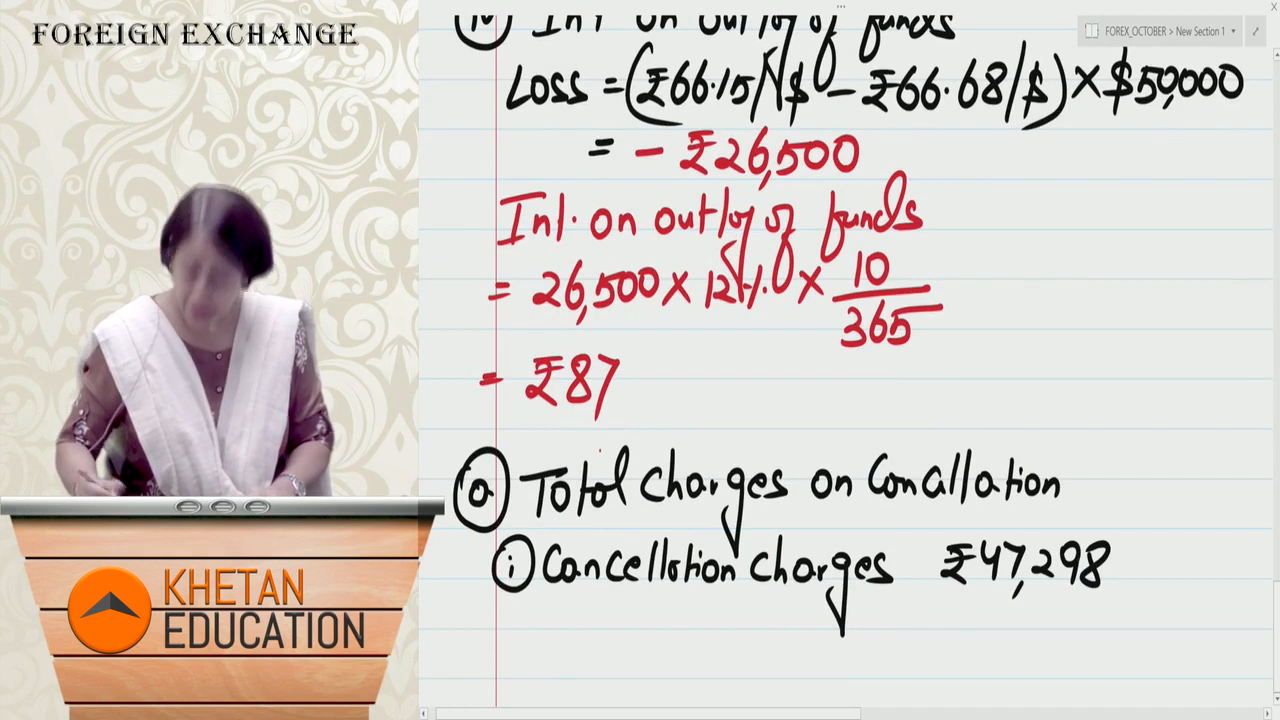 FOREIGN EXCHANGE
FOREX_OCTOBER > New Section 1
(iv) Int on outlay of funds
Loss = (₹66.15/$ - ₹66.68/$) × $50,000
= - ₹26,500
Int. on outlay of funds
= 26,500 × 12% × 10/365
= ₹87
(a) Total charges on Concallation
(i) Cancellation charges ₹47,298
KHETAN
EDUCATION